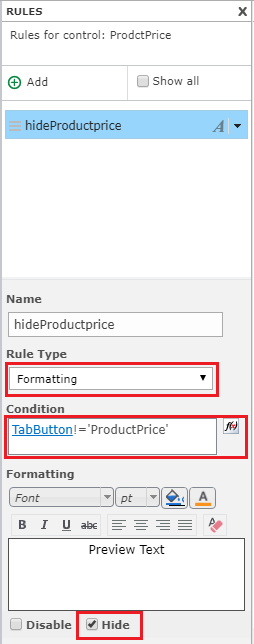 RULES
Rules for control: ProdctPrice
Add
Show all
hideProductprice A
Name
hideProductprice
Rule Type
Formatting
Condition
TabButton!='ProductPrice' f(x)
Formatting
Font pt A
B I U abc
Preview Text
Disable Hide